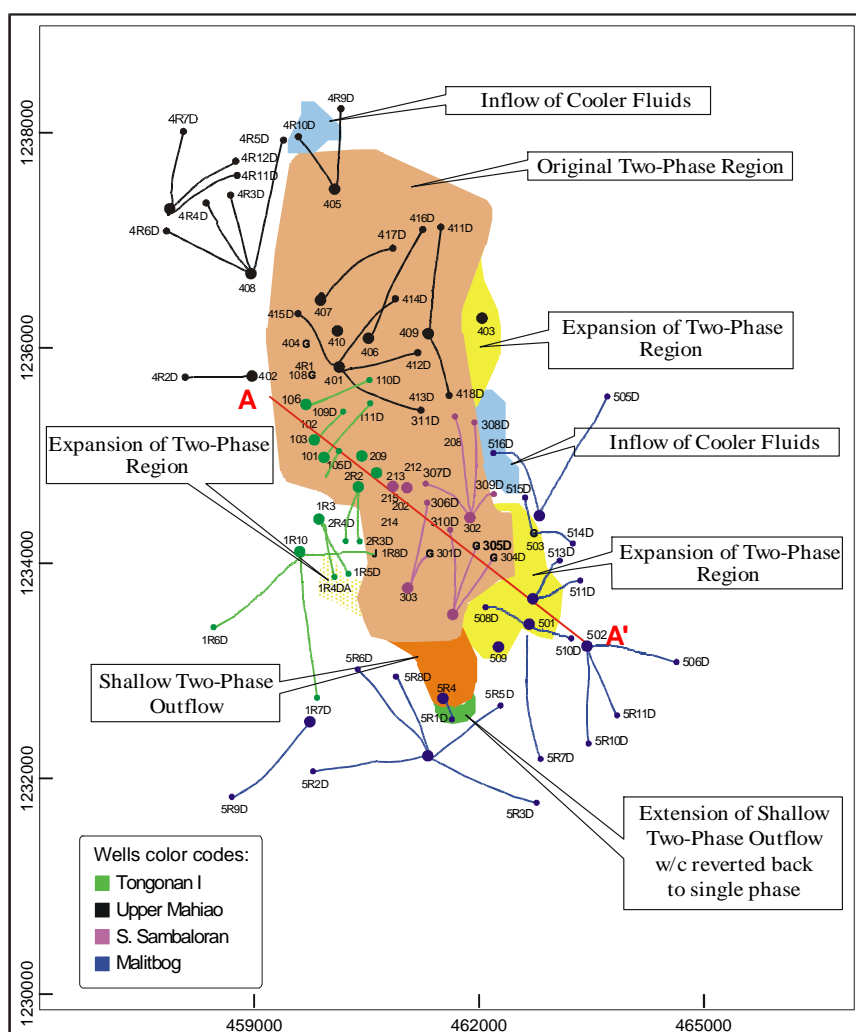 4R9D
4R7D
4R10D
Inflow of Cooler Fluids
1238000
4R5D
4R12D
4R11D
4R3D
4R4D
4R6D
405
Original Two-Phase Region
416D
411D
417D
408
407
414D
415D
403
409
410
406
404 G
Expansion of Two-Phase
Region
1236000
4R1
108 G
412D
4R2D
402
401
110D
A
106
413D
418D
109D
111D
311D
505D
102
208
308D
103
516D
Expansion of Two-Phase
Region
101
105D
209
212
307D
Inflow of Cooler Fluids
2R2
213
309D
515D
215
202
306D
1R3
2R4D
214
310D
302
514D
G
503
1R10
2R3D
G 305D
513D
1234000
J 1R8D
G 301D
G 304D
Expansion of Two-Phase
Region
1R5D
1R4DA
303
511D
508D
501
A'
1R6D
510D
502
509
506D
Shallow Two-Phase
Outflow
5R6D
5R8D
5R4
5R5D
1R7D
5R1D
5R11D
5R10D
5R7D
1232000
5R2D
5R9D
5R3D
Extension of Shallow
Two-Phase Outflow
w/c reverted back
to single phase
Wells color codes:
Tongonan I
Upper Mahiao
S. Sambaloran
Malitbog
1230000
459000
462000
465000